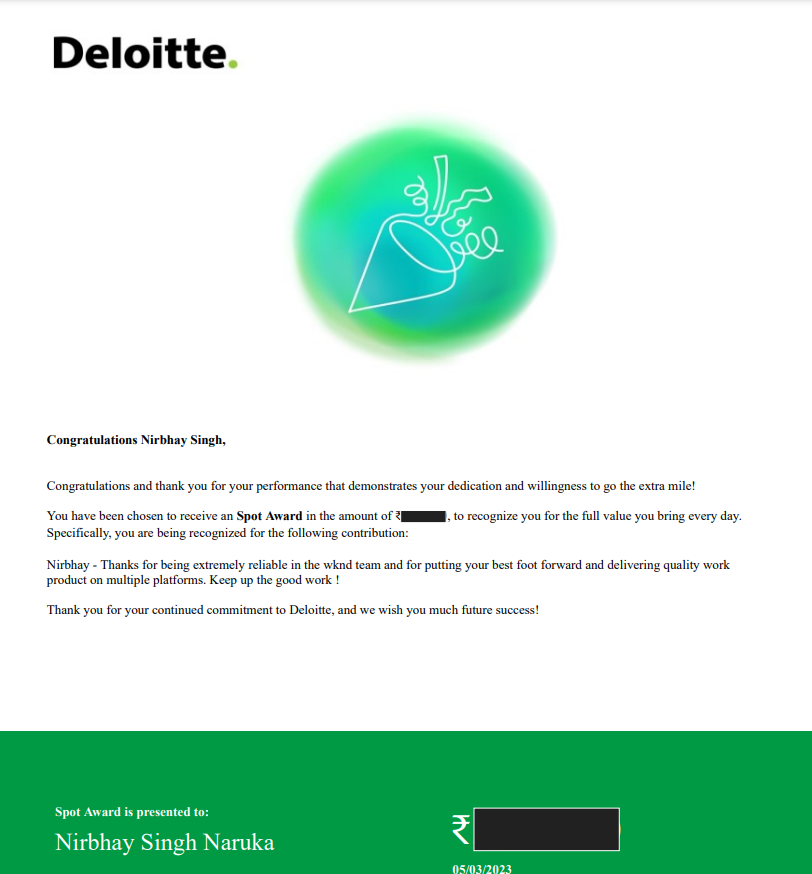 Deloitte.
Congratulations Nirbhay Singh,
Congratulations and thank you for your performance that demonstrates your dedication and willingness to go the extra mile!
You have been chosen to receive an Spot Award in the amount of ₹, to recognize you for the full value you bring every day.
Specifically, you are being recognized for the following contribution:
Nirbhay - Thanks for being extremely reliable in the wknd team and for putting your best foot forward and delivering quality work
product on multiple platforms. Keep up the good work !
Thank you for your continued commitment to Deloitte, and we wish you much future success!
Spot Award is presented to:
Nirbhay Singh Naruka
₹
05/03/2023